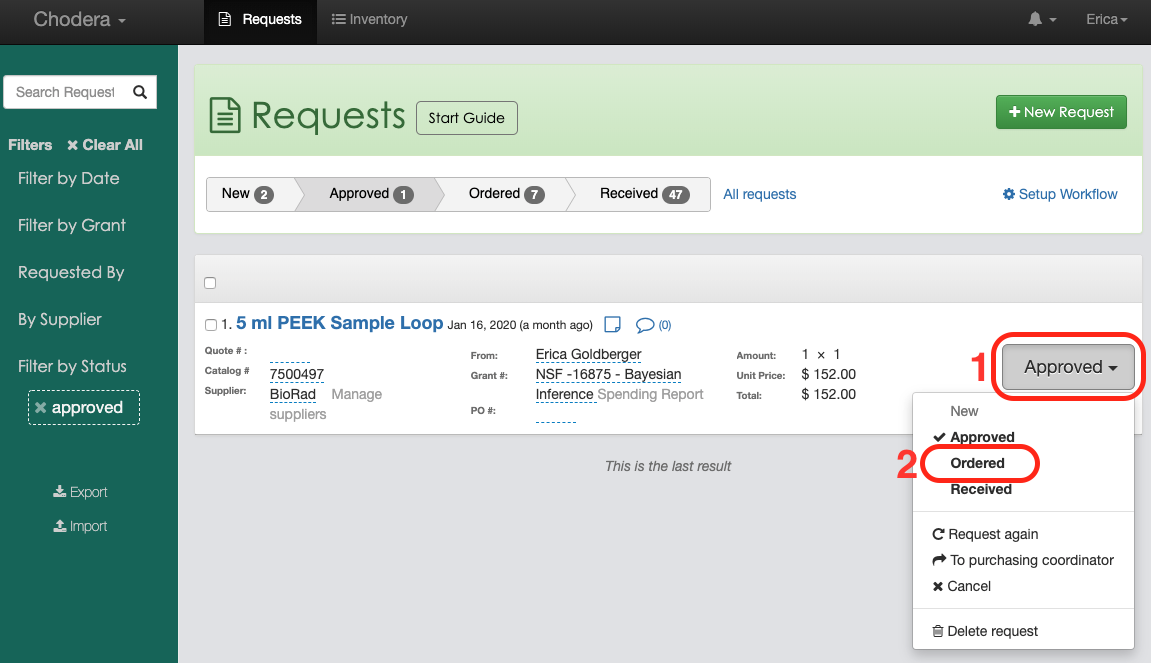 Chodera
Requests
Inventory
Erica
Search Request
Filters
Clear All
Filter by Date
Filter by Grant
Requested By
By Supplier
Filter by Status
approved
Export
Import
Requests
Start Guide
New Request
New 2
Approved 1
Ordered 7
Received 47
All requests
Setup Workflow
1. 5 ml PEEK Sample Loop Jan 16, 2020 (a month ago) (0)
Quote # :
Catalog # 7500497
Supplier: BioRad Manage
suppliers
From: Erica Goldberger
Grant #: NSF -16875 - Bayesian
Inference Spending Report
PO #:
Amount: 1 × 1
Unit Price: $ 152.00
Total: $ 152.00
1
Approved
New
Approved
2
Ordered
Received
Request again
To purchasing coordinator
Cancel
Delete request
This is the last result